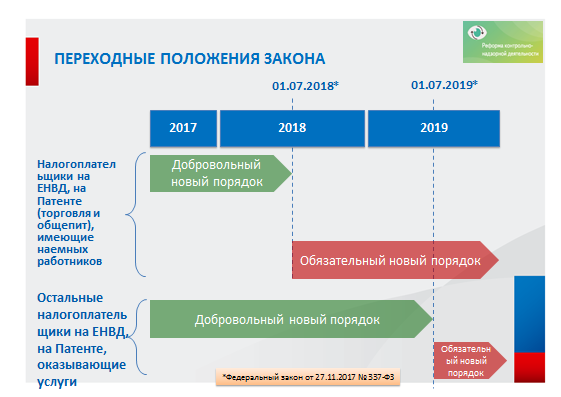 Реформа контрольно-
надзорной деятельности
ПЕРЕХОДНЫЕ ПОЛОЖЕНИЯ ЗАКОНА
01.07.2018*
01.07.2019*
2017
2018
2019
Налогоплател
ьщики на
ЕНВД, на
Патенте
(торговля и
общепит),
имеющие
наемных
работников
Добровольный
новый порядок
Обязательный новый порядок
Остальные
налогоплатель
щики на ЕНВД,
на Патенте,
оказывающие
услуги
Добровольный новый порядок
Обязательн
ый новый
порядок
*Федеральный закон от 27.11.2017 № 337-ФЗ